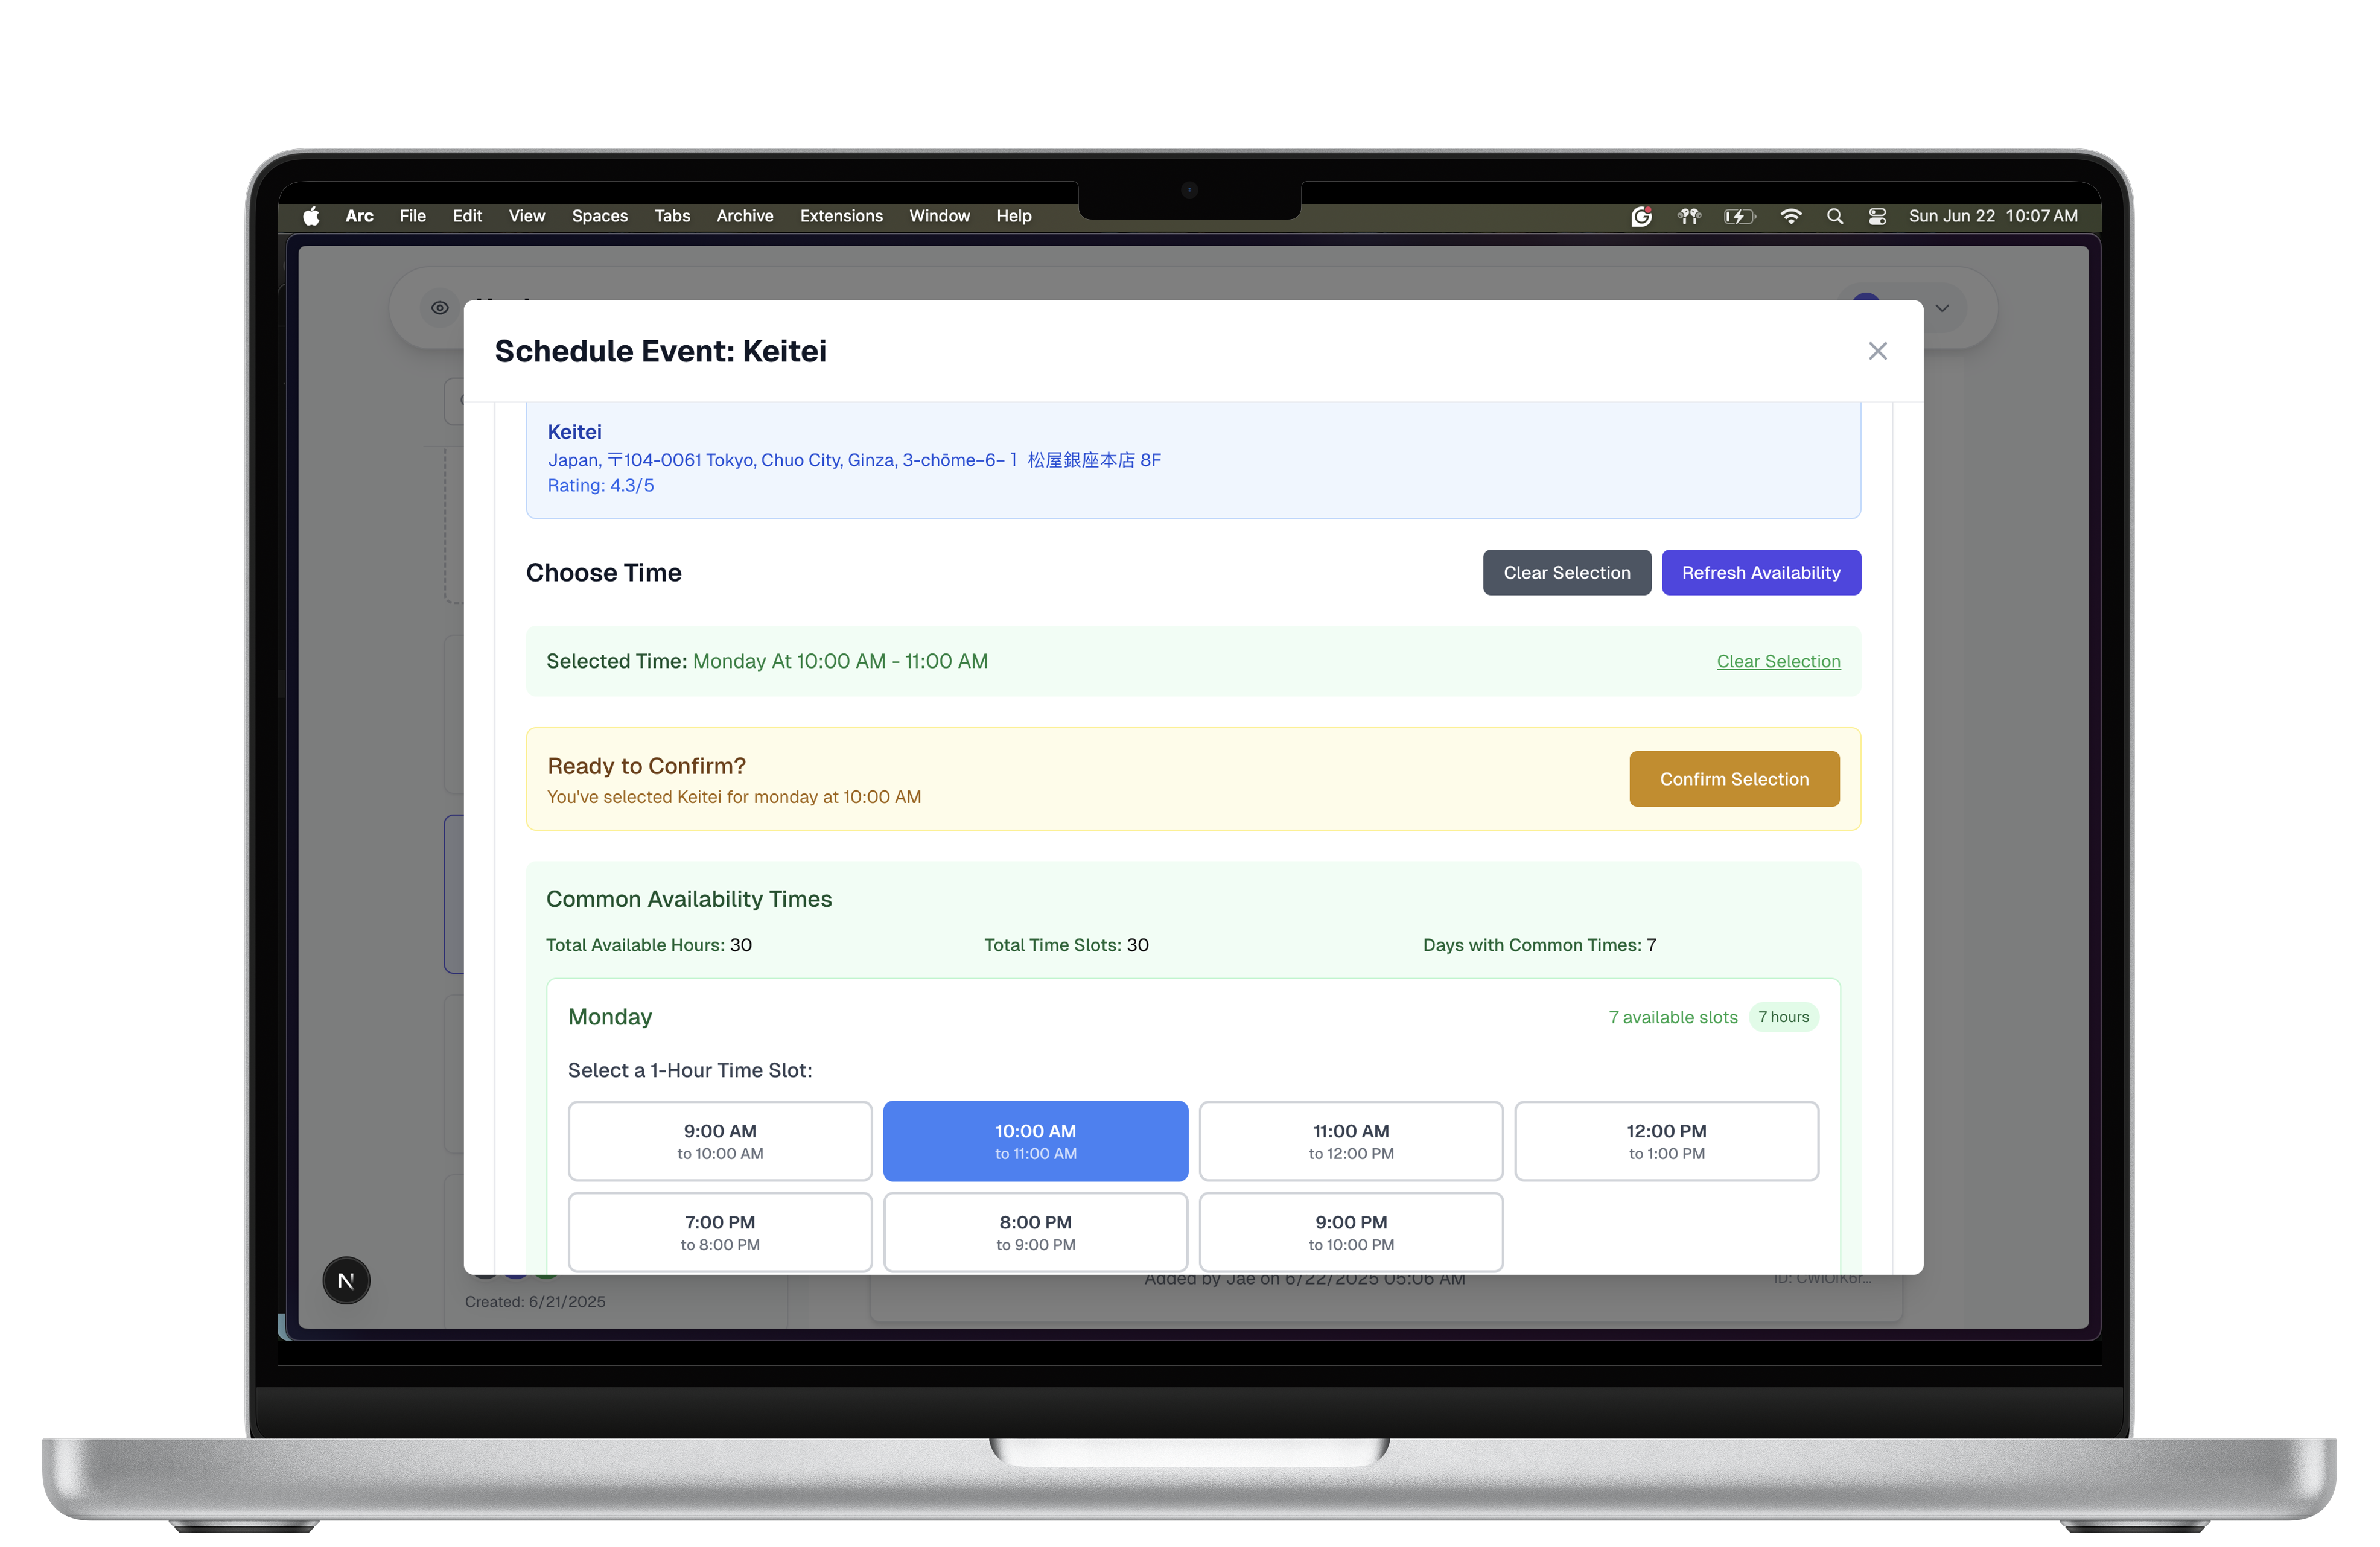 Arc File Edit View Spaces Tabs Archive Extensions Window Help Sun Jun 22 10:07 AM
Schedule Event: Keitei
Keitei
Japan, 〒104-0061 Tokyo, Chuo City, Ginza, 3-chōme−6−１ 松屋銀座本店 8F
Rating: 4.3/5
Choose Time
Clear Selection
Refresh Availability
Selected Time: Monday At 10:00 AM - 11:00 AM
Clear Selection
Ready to Confirm?
You've selected Keitei for monday at 10:00 AM
Confirm Selection
Common Availability Times
Total Available Hours: 30
Total Time Slots: 30
Days with Common Times: 7
Monday
7 available slots
7 hours
Select a 1-Hour Time Slot:
9:00 AM
to 10:00 AM
10:00 AM
to 11:00 AM
11:00 AM
to 12:00 PM
12:00 PM
to 1:00 PM
7:00 PM
to 8:00 PM
8:00 PM
to 9:00 PM
9:00 PM
to 10:00 PM
N
Added by Jae on 6/22/2025 05:06 AM
Created: 6/21/2025